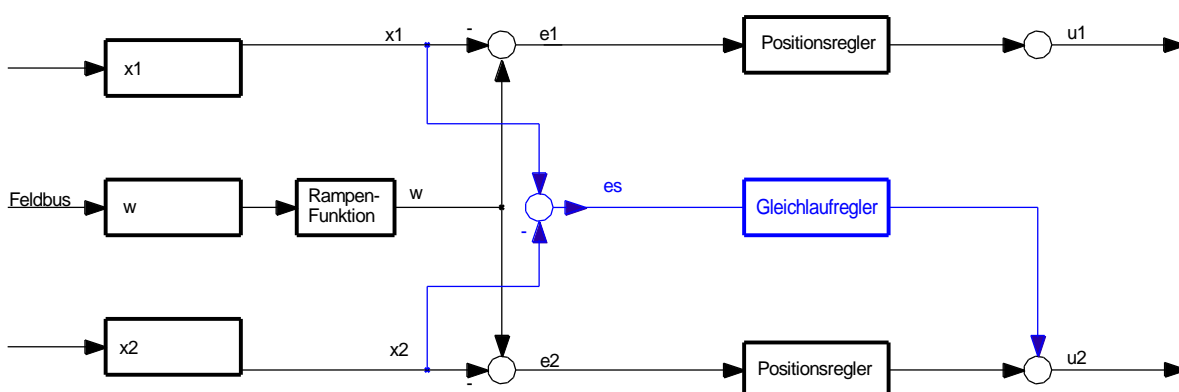 x1
x1
-
e1
Positionsregler
u1
Feldbus
w
Rampen-
Funktion
w
-
es
Gleichlaufregler
x2
x2
-
e2
Positionsregler
u2